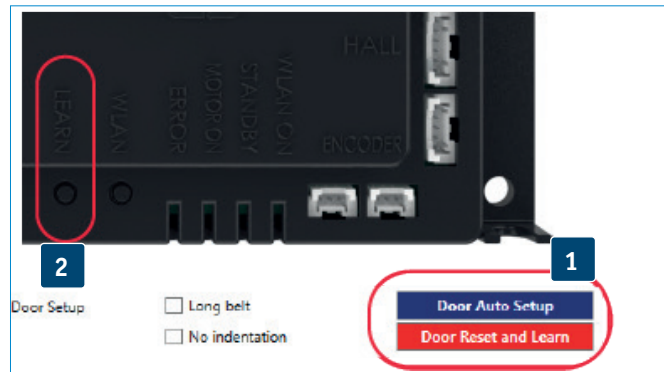 HALL
LEARN
WLAN
ERROR
MOTOR ON
STANDBY
WLAN ON
ENCODER
2
1
Door Setup
Long belt
Door Auto Setup
No indentation
Door Reset and Learn